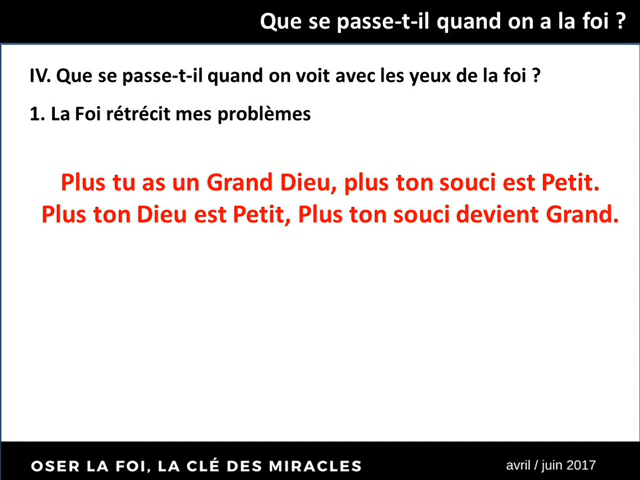 Que se passe-t-il quand on a la foi ?
IV. Que se passe-t-il quand on voit avec les yeux de la foi ?
1. La Foi rétrécit mes problèmes
Plus tu as un Grand Dieu, plus ton souci est Petit.
Plus ton Dieu est Petit, Plus ton souci devient Grand.
OSER LA FOI, LA CLÉ DES MIRACLES
avril / juin 2017